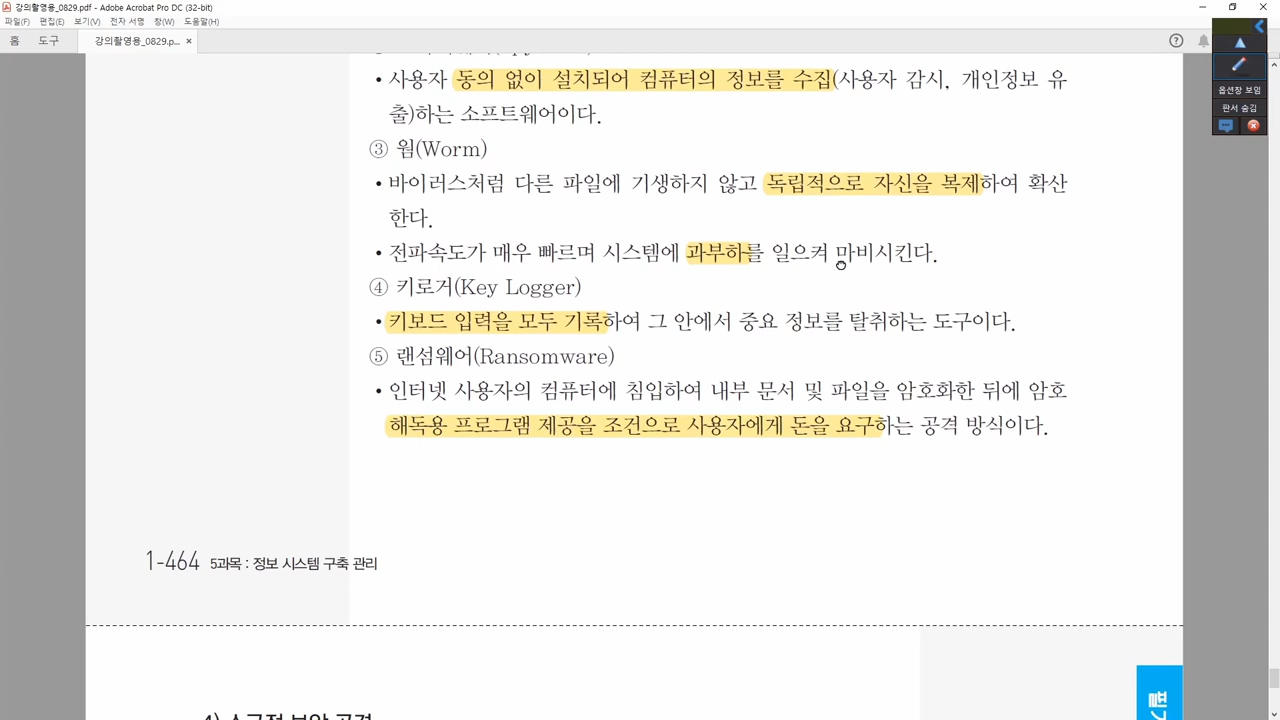 강의촬영용_0829.pdf - Adobe Acrobat Pro DC (32-bit)
파일(F) 편집(E) 보기(V) 전자 서명 창(W) 도움말(H)
홈 도구 강의촬영용_0829.p... ×
옵션창 보임
판서 숨김
• 사용자 동의 없이 설치되어 컴퓨터의 정보를 수집(사용자 감시, 개인정보 유
출)하는 소프트웨어이다.
③ 웜(Worm)
• 바이러스처럼 다른 파일에 기생하지 않고 독립적으로 자신을 복제하여 확산
한다.
• 전파속도가 매우 빠르며 시스템에 과부하를 일으켜 마비시킨다.
④ 키로거(Key Logger)
• 키보드 입력을 모두 기록하여 그 안에서 중요 정보를 탈취하는 도구이다.
⑤ 랜섬웨어(Ransomware)
• 인터넷 사용자의 컴퓨터에 침입하여 내부 문서 및 파일을 암호화한 뒤에 암호
해독용 프로그램 제공을 조건으로 사용자에게 돈을 요구하는 공격 방식이다.
1-464 5과목 : 정보 시스템 구축 관리